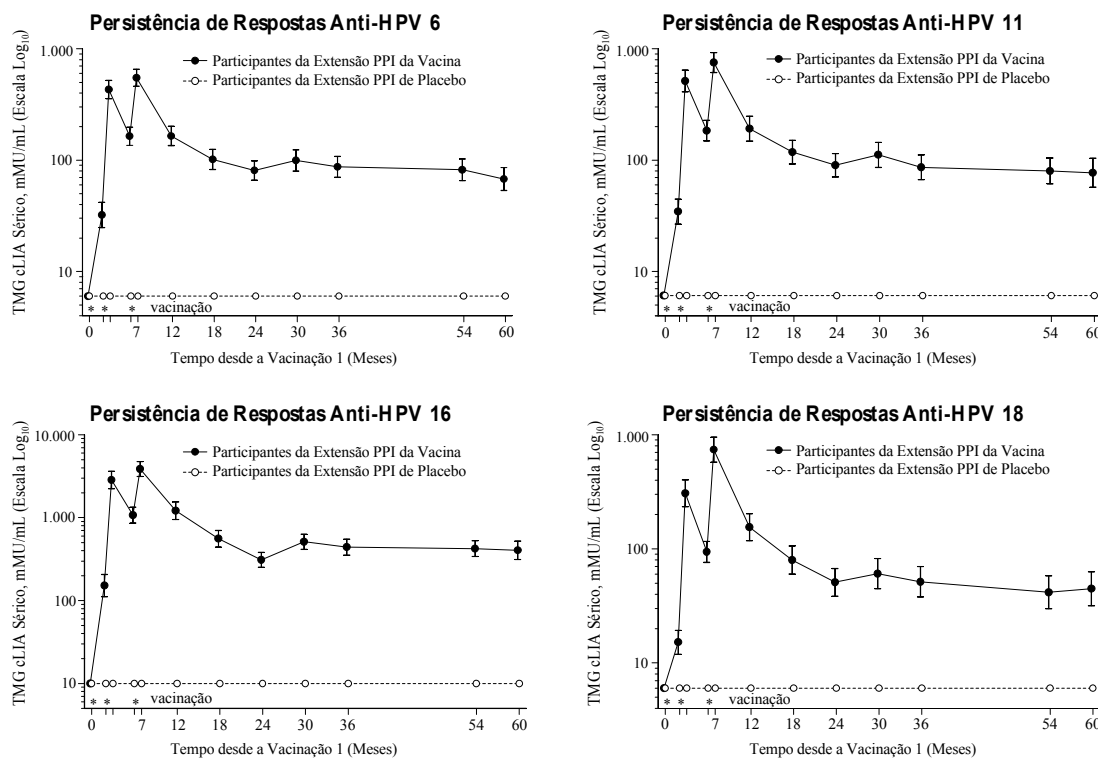 Persistência de Respostas Anti-HPV 6
TMG cLIA Sérico, mMU/mL (Escala Log₁₀)
1.000
100
10
Participantes da Extensão PPI da Vacina
Participantes da Extensão PPI de Placebo
* * * vacinação
0 7 12 18 24 30 36 54 60
Tempo desde a Vacinação 1 (Meses)
Persistência de Respostas Anti-HPV 11
TMG cLIA Sérico, mMU/mL (Escala Log₁₀)
1.000
100
10
Participantes da Extensão PPI da Vacina
Participantes da Extensão PPI de Placebo
* * * vacinação
0 7 12 18 24 30 36 54 60
Tempo desde a Vacinação 1 (Meses)
Persistência de Respostas Anti-HPV 16
TMG cLIA Sérico, mMU/mL (Escala Log₁₀)
10.000
1.000
100
10
Participantes da Extensão PPI da Vacina
Participantes da Extensão PPI de Placebo
* * * vacinação
0 7 12 18 24 30 36 54 60
Tempo desde a Vacinação 1 (Meses)
Persistência de Respostas Anti-HPV 18
TMG cLIA Sérico, mMU/mL (Escala Log₁₀)
1.000
100
10
Participantes da Extensão PPI da Vacina
Participantes da Extensão PPI de Placebo
* * * vacinação
0 7 12 18 24 30 36 54 60
Tempo desde a Vacinação 1 (Meses)